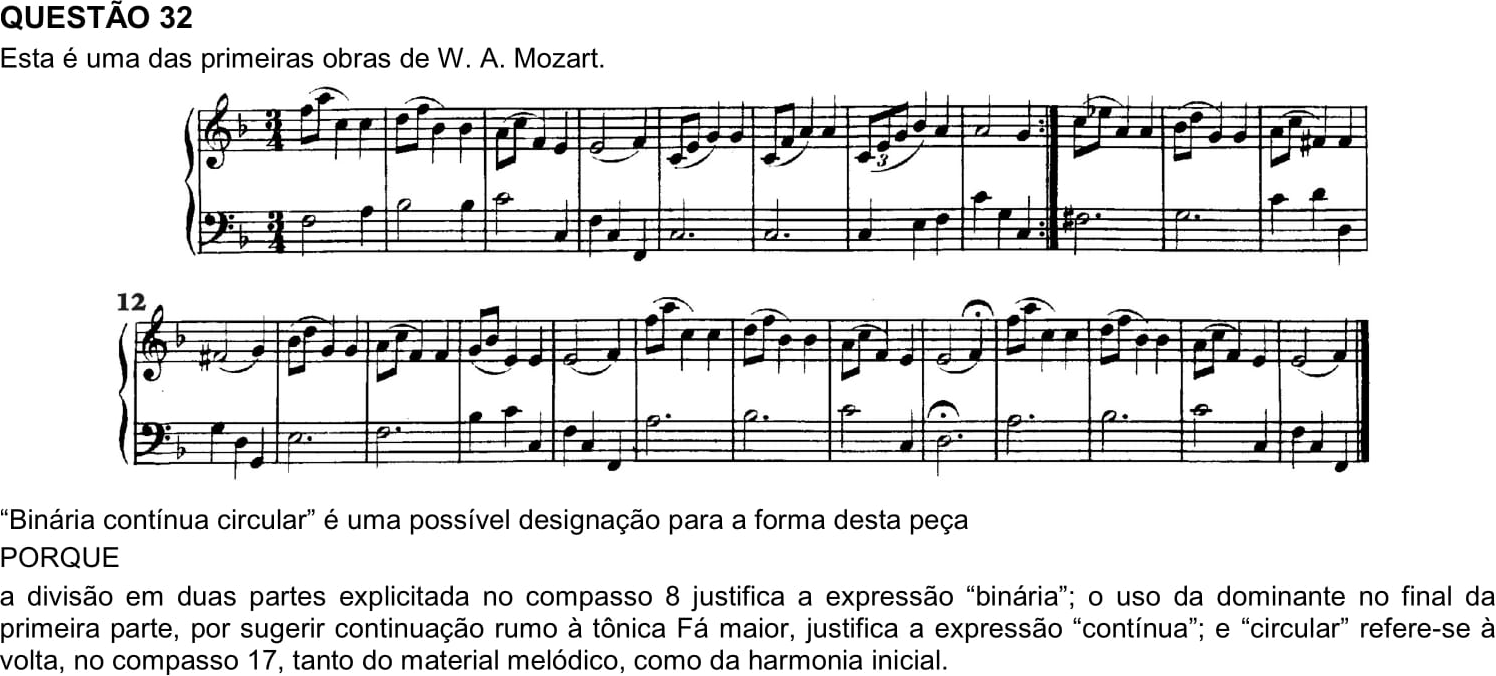 QUESTÃO 32
Esta é uma das primeiras obras de W. A. Mozart.
3
4
3
3
4
12
“Binária contínua circular” é uma possível designação para a forma desta peça
PORQUE
a divisão em duas partes explicitada no compasso 8 justifica a expressão “binária”; o uso da dominante no final da
primeira parte, por sugerir continuação rumo à tônica Fá maior, justifica a expressão “contínua”; e “circular” refere-se à
volta, no compasso 17, tanto do material melódico, como da harmonia inicial.